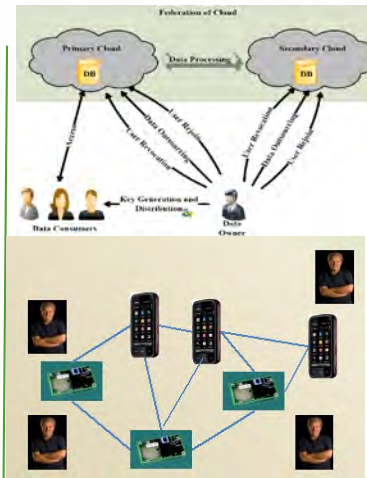 Federation of Cloud
Primary Cloud
Secondary Cloud
DB
Data Processing
DB
Access
User Revocation
Data Outsourcing
User Rejoin
User Revocation
Data Outsourcing
User Rejoin
Key Generation and
Distribution
Data Consumers
Data
Owner